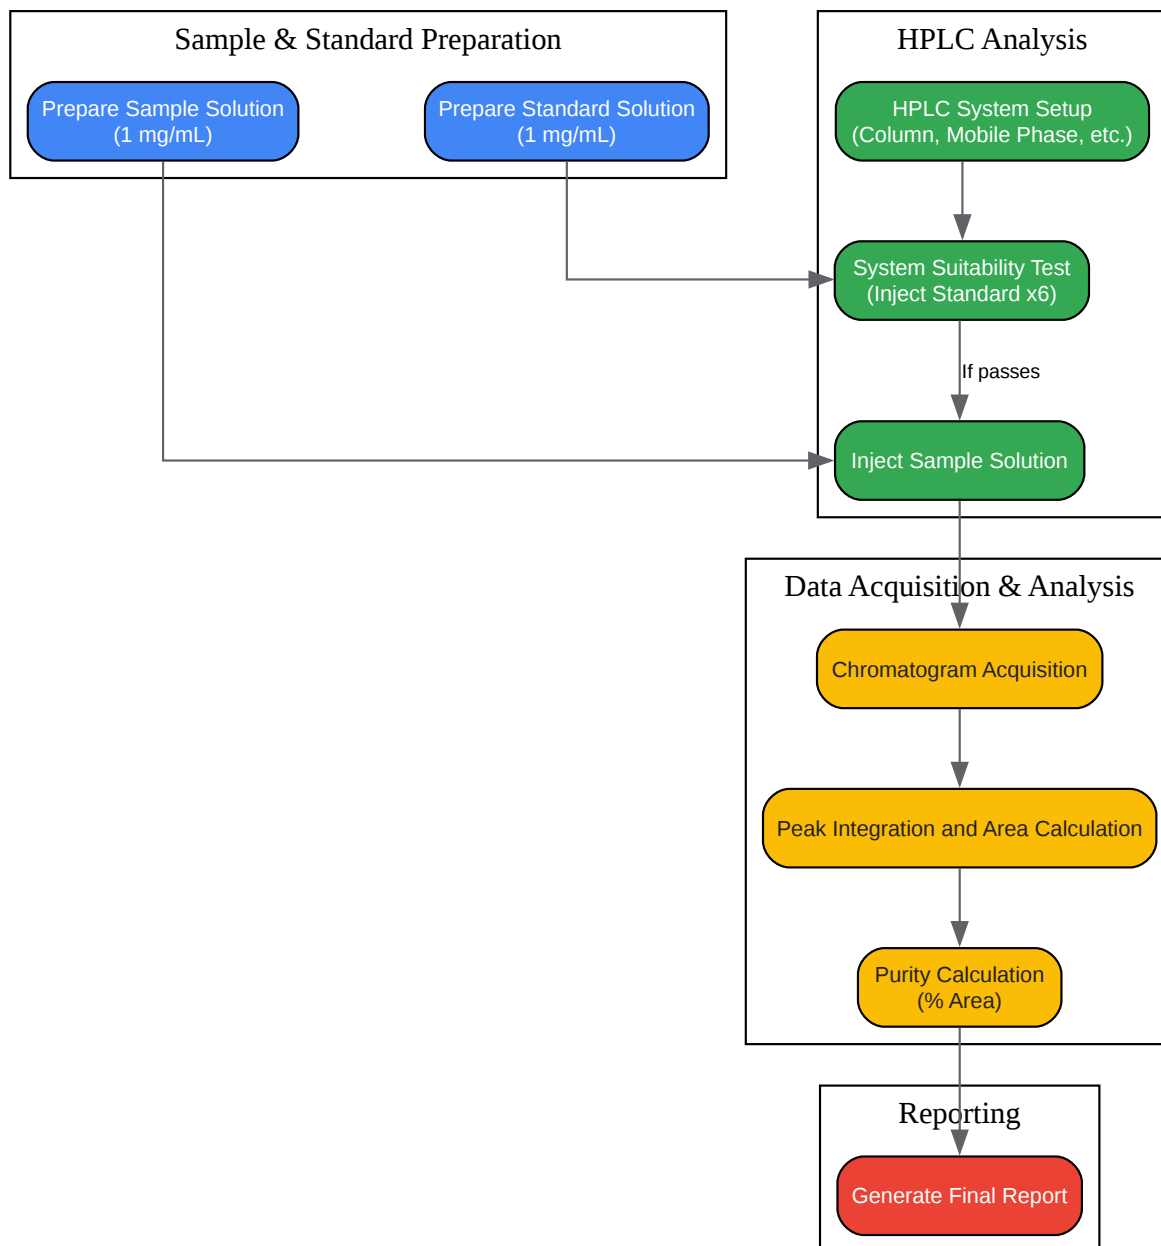 Sample & Standard Preparation
Prepare Sample Solution
(1 mg/mL)
Prepare Standard Solution
(1 mg/mL)
HPLC Analysis
HPLC System Setup
(Column, Mobile Phase, etc.)
System Suitability Test
(Inject Standard x6)
If passes
Inject Sample Solution
Data Acquisition & Analysis
Chromatogram Acquisition
Peak Integration and Area Calculation
Purity Calculation
(% Area)
Reporting
Generate Final Report